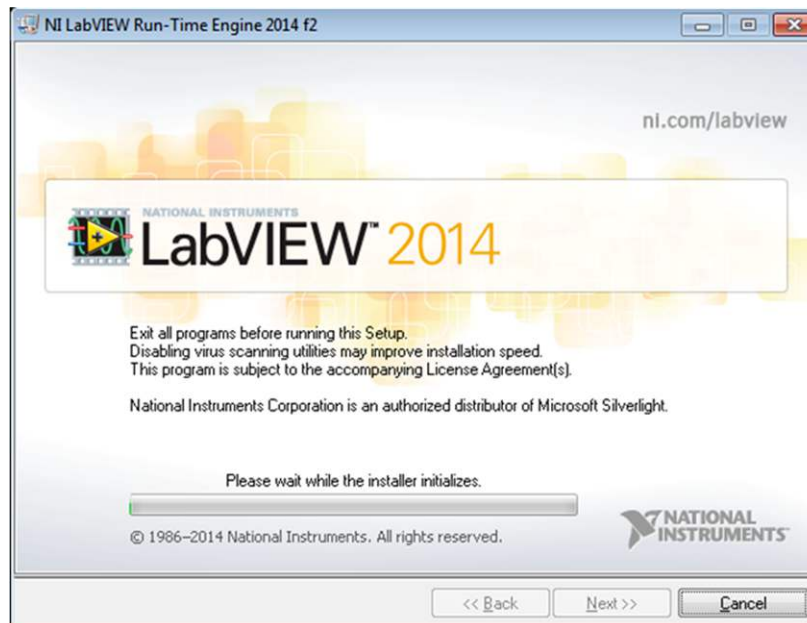 NI LabVIEW Run-Time Engine 2014 f2
ni.com/labview
NATIONAL INSTRUMENTS
LabVIEW™ 2014
Exit all programs before running this Setup.
Disabling virus scanning utilities may improve installation speed.
This program is subject to the accompanying License Agreement(s).
National Instruments Corporation is an authorized distributor of Microsoft Silverlight.
Please wait while the installer initializes.
© 1986–2014 National Instruments. All rights reserved.
NATIONAL
INSTRUMENTS™
<< Back Next >> Cancel